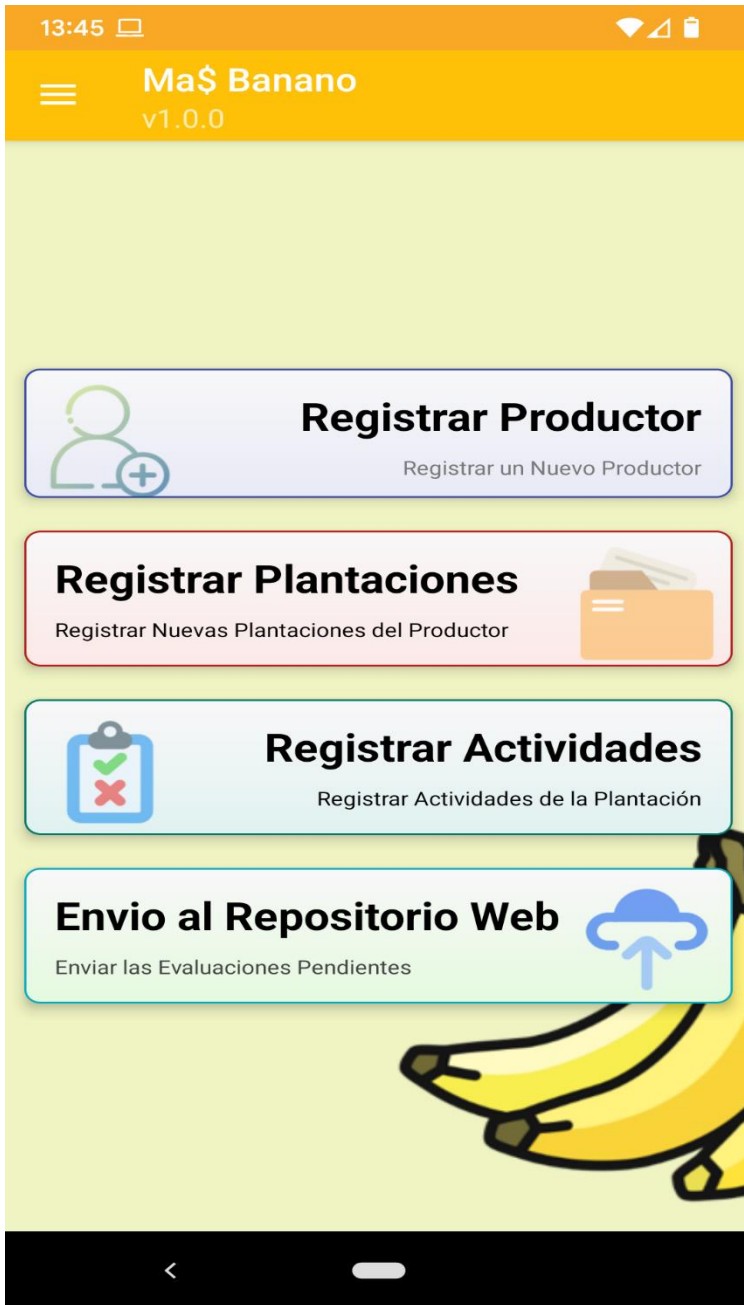 13:45
Ma$ Banano
v1.0.0
Registrar Productor
Registrar un Nuevo Productor
Registrar Plantaciones
Registrar Nuevas Plantaciones del Productor
Registrar Actividades
Registrar Actividades de la Plantación
Envio al Repositorio Web
Enviar las Evaluaciones Pendientes